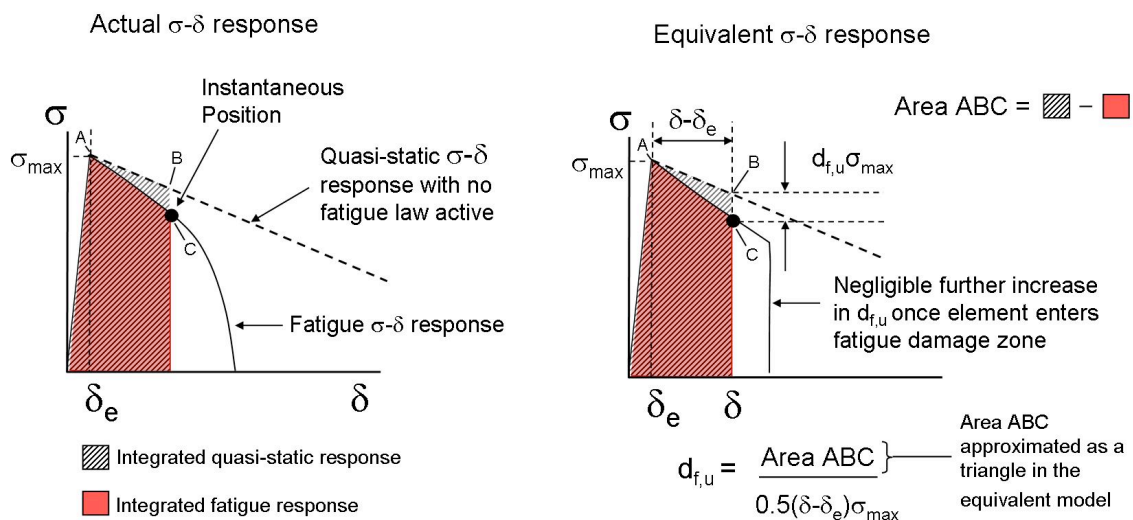 Actual σ-δ response
Instantaneous
Position
σ
A
σmax
B
Quasi-static σ-δ
response with no
fatigue law active
C
Fatigue σ-δ response
δe
δ
Integrated quasi-static response
Integrated fatigue response
Equivalent σ-δ response
Area ABC = –
σ
δ-δe
A
σmax
B
df,uσmax
C
Negligible further increase
in df,u once element enters
fatigue damage zone
δe
δ
df,u = Area ABC
0.5(δ-δe)σmax
Area ABC
approximated as a
triangle in the
equivalent model